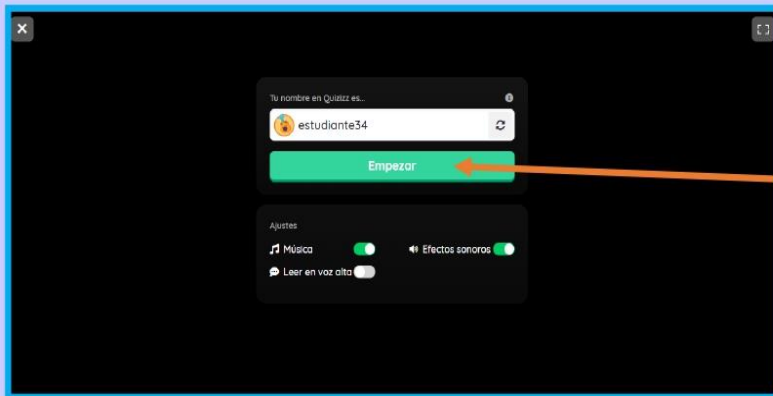 Tu nombre en Quizizz es...
estudiante34
Empezar
Ajustes
Música
Efectos sonoros
Leer en voz alta